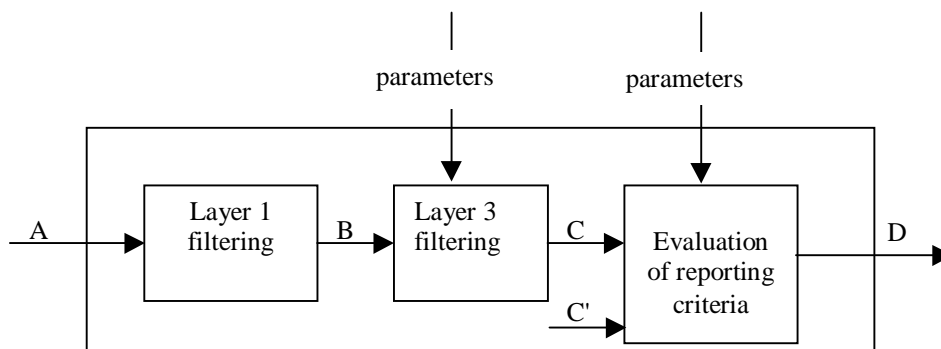 parameters
parameters
A
Layer 1
filtering
B
Layer 3
filtering
C
C'
Evaluation
of reporting
criteria
D